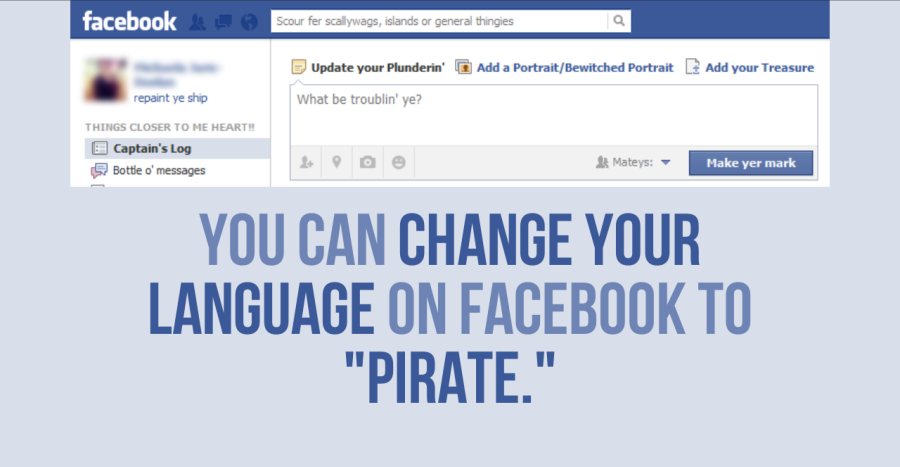 facebook
Scour fer scallywags, islands or general thingies
repaint ye ship
THINGS CLOSER TO ME HEART!!
Captain's Log
Bottle o' messages
Update your Plunderin' Add a Portrait/Bewitched Portrait Add your Treasure
What be troublin' ye?
Mateys: Make yer mark
YOU CAN CHANGE YOUR
LANGUAGE ON FACEBOOK TO
"PIRATE."